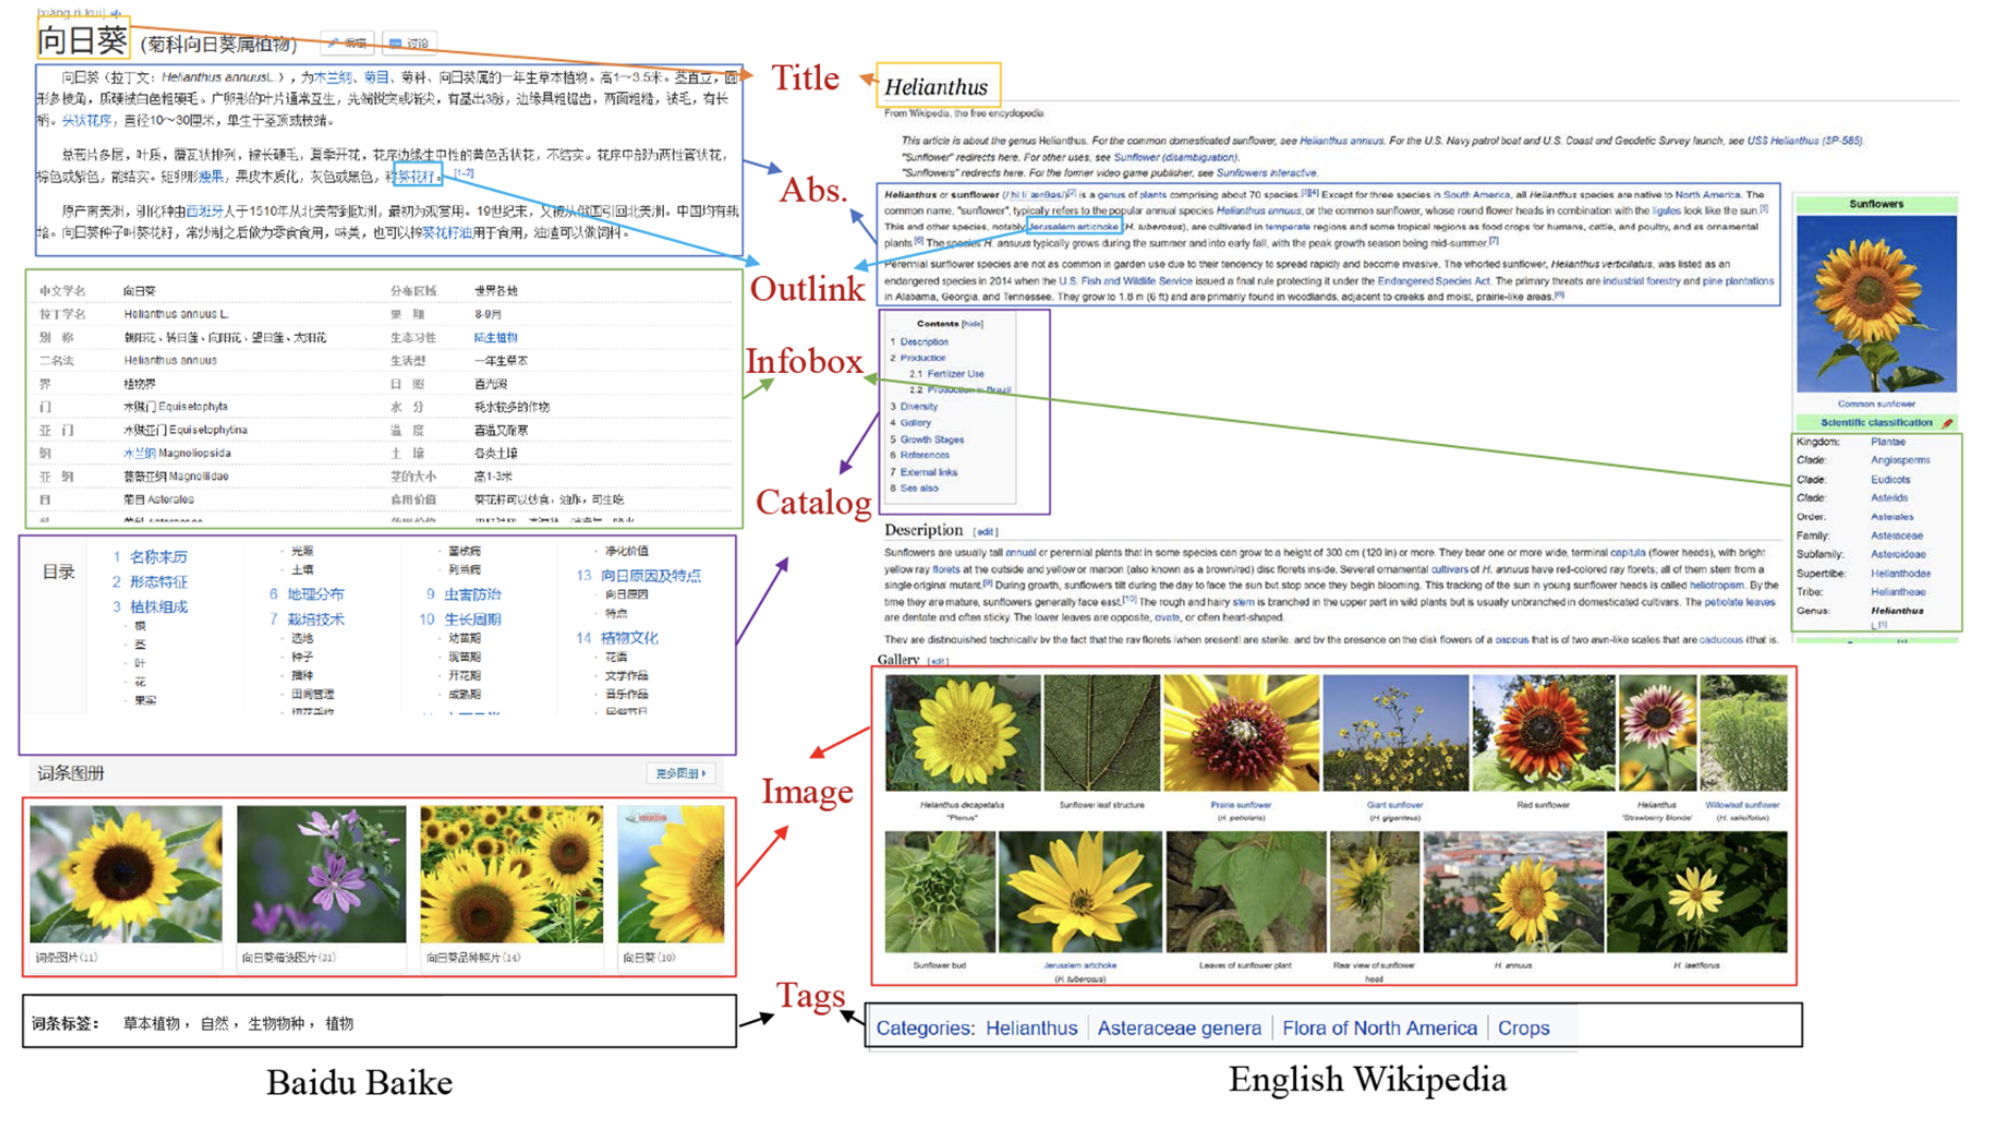 [xiàng rì kuí]
向日葵 (菊科向日葵属植物) 编辑 讨论
向日葵（拉丁文：Helianthus annuusL.），为木兰纲、菊目、菊科、向日葵属的一年生草本植物。高1～3.5米。茎直立，圆
形多棱角，质硬被白色粗硬毛。广卵形的叶片通常互生，先端锐突或渐尖，有基出3脉，边缘具粗锯齿，两面粗糙，被毛，有长
柄。头状花序，直径10～30厘米，单生于茎顶或枝端。
总苞片多层，叶质，覆瓦状排列，被长硬毛，夏季开花，花序边缘生中性的黄色舌状花，不结实。花序中部为两性管状花，
棕色或紫色，能结实。矩卵形瘦果，果皮木质化，灰色或黑色，称葵花籽。[1-2]
原产南美洲，驯化种由西班牙人于1510年从北美带到欧洲，最初为观赏用。19世纪末，又被从俄国引回北美洲。中国均有栽
培。向日葵种子叫葵花籽，常炒制之后做为零食食用，味美，也可以榨葵花籽油用于食用，油渣可以做饲料。
中文学名 向日葵 分布区域 世界各地
拉丁学名 Helianthus annuus L. 果 期 8-9月
别 称 朝阳花、转日莲、向阳花、望日莲、太阳花 生态习性 陆生植物
二名法 Helianthus annuus 生活型 一年生草本
界 植物界 日 照 喜光照
门 木贼门 Equisetophyta 水 分 耗水较多的作物
亚 门 木贼亚门 Equisetophytina 温 度 喜温又耐寒
纲 木兰纲 Magnoliopsida 土 壤 各类土壤
亚 纲 蔷薇亚纲 Magnoliidae 茎的大小 高1-3米
目 菊目 Asterales 食用价值 葵花籽可以炒食，油炸，可生吃
目录
1 名称来历
2 形态特征
3 植株组成
根
茎
叶
花
果实
光照
土壤
6 地理分布
7 栽培技术
选地
种子
播种
田间管理
菌核病
列当病
9 虫害防治
10 生长周期
幼苗期
现蕾期
开花期
成熟期
净化价值
13 向日原因及特点
向日原因
特点
14 植物文化
花语
文学作品
音乐作品
民俗节日
词条图册 更多图册
词条图片(11)
向日葵精选图片(31)
向日葵品种照片(14)
向日葵(10)
词条标签： 草本植物， 自然， 生物物种， 植物
Baidu Baike
Title
Abs.
Outlink
Infobox
Catalog
Image
Tags
Helianthus
From Wikipedia, the free encyclopedia
This article is about the genus Helianthus. For the common domesticated sunflower, see Helianthus annuus. For the U.S. Navy patrol boat and U.S. Coast and Geodetic Survey launch, see USS Helianthus (SP-585).
"Sunflower" redirects here. For other uses, see Sunflower (disambiguation).
"Sunflowers" redirects here. For the former video game publisher, see Sunflowers Interactive.
Helianthus or sunflower (/ˌhiːliˈænθəs/)[2] is a genus of plants comprising about 70 species.[3][4] Except for three species in South America, all Helianthus species are native to North America. The
common name, "sunflower", typically refers to the popular annual species Helianthus annuus, or the common sunflower, whose round flower heads in combination with the ligules look like the sun.[5]
This and other species, notably Jerusalem artichoke (H. tuberosus), are cultivated in temperate regions and some tropical regions as food crops for humans, cattle, and poultry, and as ornamental
plants.[6] The species H. annuus typically grows during the summer and into early fall, with the peak growth season being mid-summer.[7]
Perennial sunflower species are not as common in garden use due to their tendency to spread rapidly and become invasive. The whorled sunflower, Helianthus verticillatus, was listed as an
endangered species in 2014 when the U.S. Fish and Wildlife Service issued a final rule protecting it under the Endangered Species Act. The primary threats are industrial forestry and pine plantations
in Alabama, Georgia, and Tennessee. They grow to 1.8 m (6 ft) and are primarily found in woodlands, adjacent to creeks and moist, prairie-like areas.[8]
Contents [hide]
1 Description
2 Production
2.1 Fertilizer Use
2.2 Production in Brazil
3 Diversity
4 Gallery
5 Growth Stages
6 References
7 External links
8 See also
Sunflowers
Common sunflower
Scientific classification
Kingdom: Plantae
Clade: Angiosperms
Clade: Eudicots
Clade: Asterids
Order: Asterales
Family: Asteraceae
Subfamily: Asteroideae
Supertribe: Helianthodae
Tribe: Heliantheae
Genus: Helianthus
L.[1]
Description [edit]
Sunflowers are usually tall annual or perennial plants that in some species can grow to a height of 300 cm (120 in) or more. They bear one or more wide, terminal capitula (flower heads), with bright
yellow ray florets at the outside and yellow or maroon (also known as a brown/red) disc florets inside. Several ornamental cultivars of H. annuus have red-colored ray florets; all of them stem from a
single original mutant.[9] During growth, sunflowers tilt during the day to face the sun but stop once they begin blooming. This tracking of the sun in young sunflower heads is called heliotropism. By the
time they are mature, sunflowers generally face east.[10] The rough and hairy stem is branched in the upper part in wild plants but is usually unbranched in domesticated cultivars. The petiolate leaves
are dentate and often sticky. The lower leaves are opposite, ovate, or often heart-shaped.
They are distinguished technically by the fact that the ray florets (when present) are sterile, and by the presence on the disk flowers of a pappus that is of two awn-like scales that are caducous (that is,
Gallery [edit]
Helianthus decapetalus
"Plenus"
Sunflower leaf structure
Prairie sunflower
(H. petiolaris)
Giant sunflower
(H. giganteus)
Red sunflower
Helianthus
'Strawberry Blonde'
Willowleaf sunflower
(H. salicifolius)
Sunflower bud
Jerusalem artichoke
(H. tuberosus)
Leaves of sunflower plant
Rear view of sunflower
head
H. annuus
H. laetiflorus
Categories: Helianthus | Asteraceae genera | Flora of North America | Crops
English Wikipedia